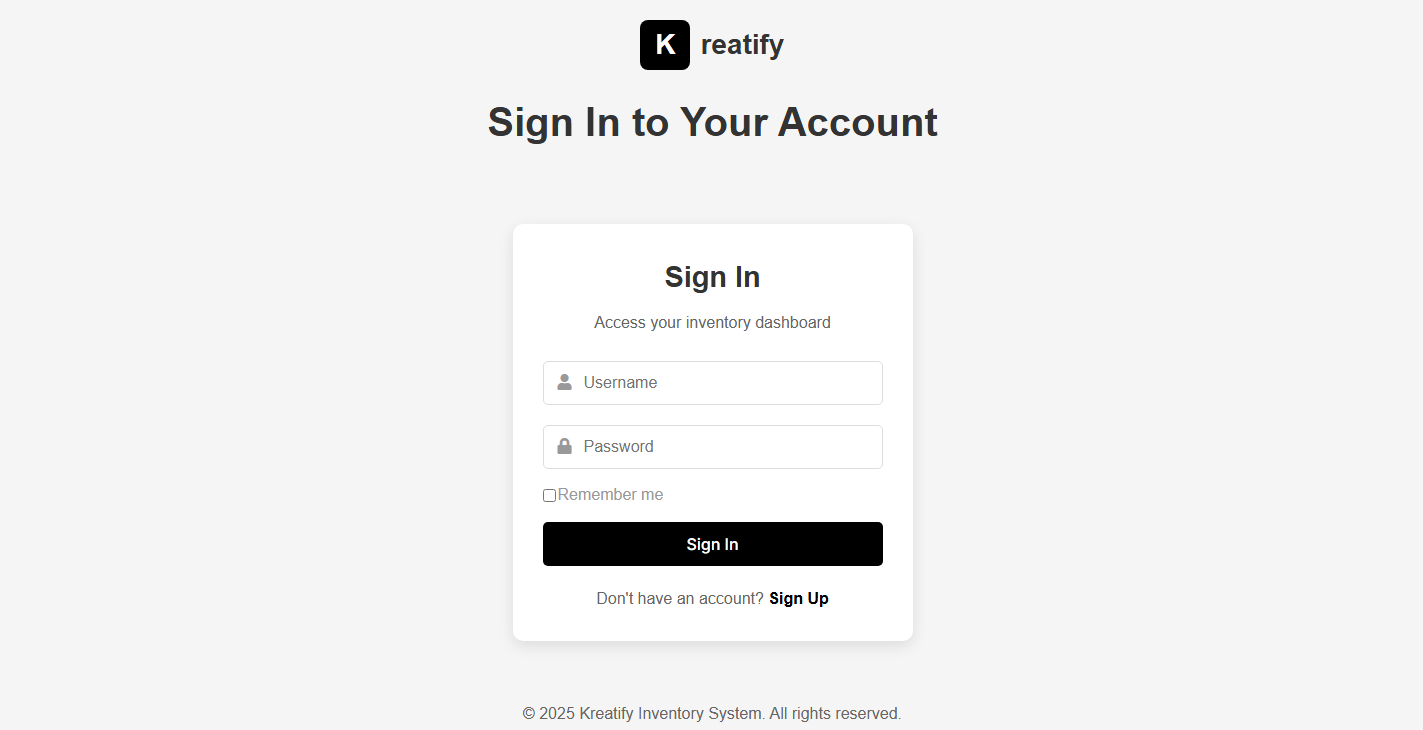 K reatify
Sign In to Your Account
Sign In
Access your inventory dashboard
Username
Password
Remember me
Sign In
Don't have an account? Sign Up
© 2025 Kreatify Inventory System. All rights reserved.